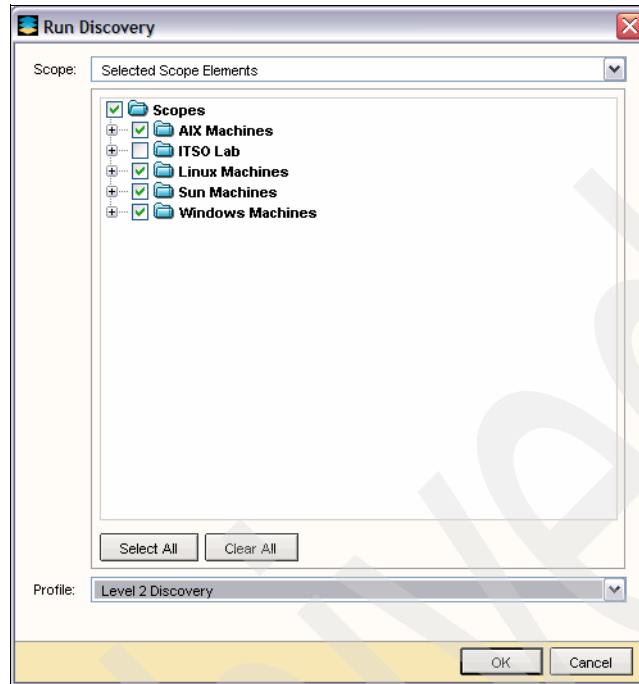 Run Discovery
Scope: Selected Scope Elements
Scopes
AIX Machines
ITSO Lab
Linux Machines
Sun Machines
Windows Machines
Select All Clear All
Profile: Level 2 Discovery
OK Cancel